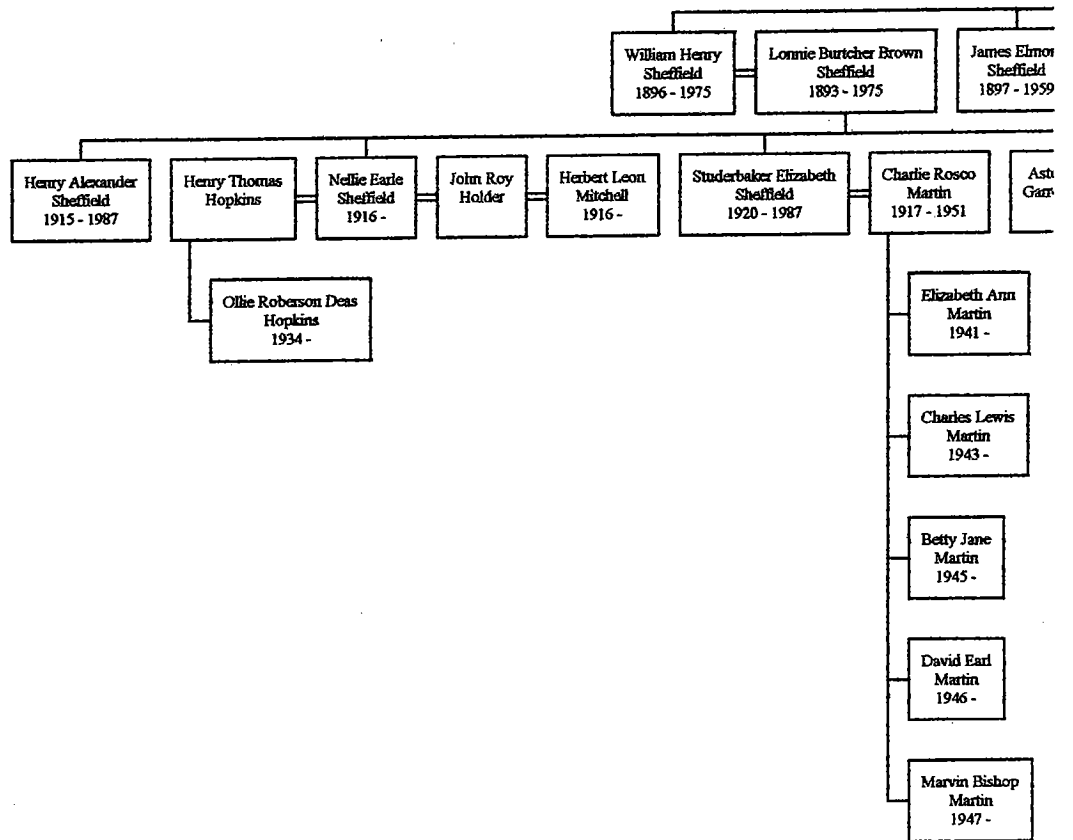 William Henry
Sheffield
1896 - 1975
Lonnie Burtcher Brown
Sheffield
1893 - 1975
James Elmor
Sheffield
1897 - 1959
Henry Alexander
Sheffield
1915 - 1987
Henry Thomas
Hopkins
Nellie Earle
Sheffield
1916 -
John Roy
Holder
Herbert Leon
Mitchell
1916 -
Studerbaker Elizabeth
Sheffield
1920 - 1987
Charlie Rosco
Martin
1917 - 1951
Ollie Roberson Deas
Hopkins
1934 -
Elizabeth Ann
Martin
1941 -
Charles Lewis
Martin
1943 -
Betty Jane
Martin
1945 -
David Earl
Martin
1946 -
Marvin Bishop
Martin
1947 -